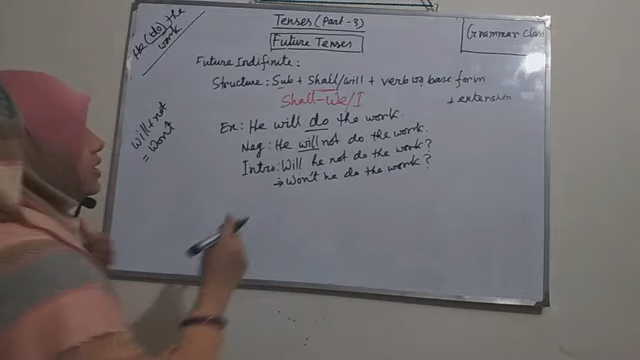 Tenses (Part-3)
Future Tenses
Grammar Class
He (do) the
work
Future Indefinite:
Structure: Sub + Shall/will + verb এর base form
+ extension
Shall-We/I
Ex: He will do the work.
Neg: He will not do the work.
Intro: Will he not do the work?
→ Won't he do the work?
will+not
= Won't